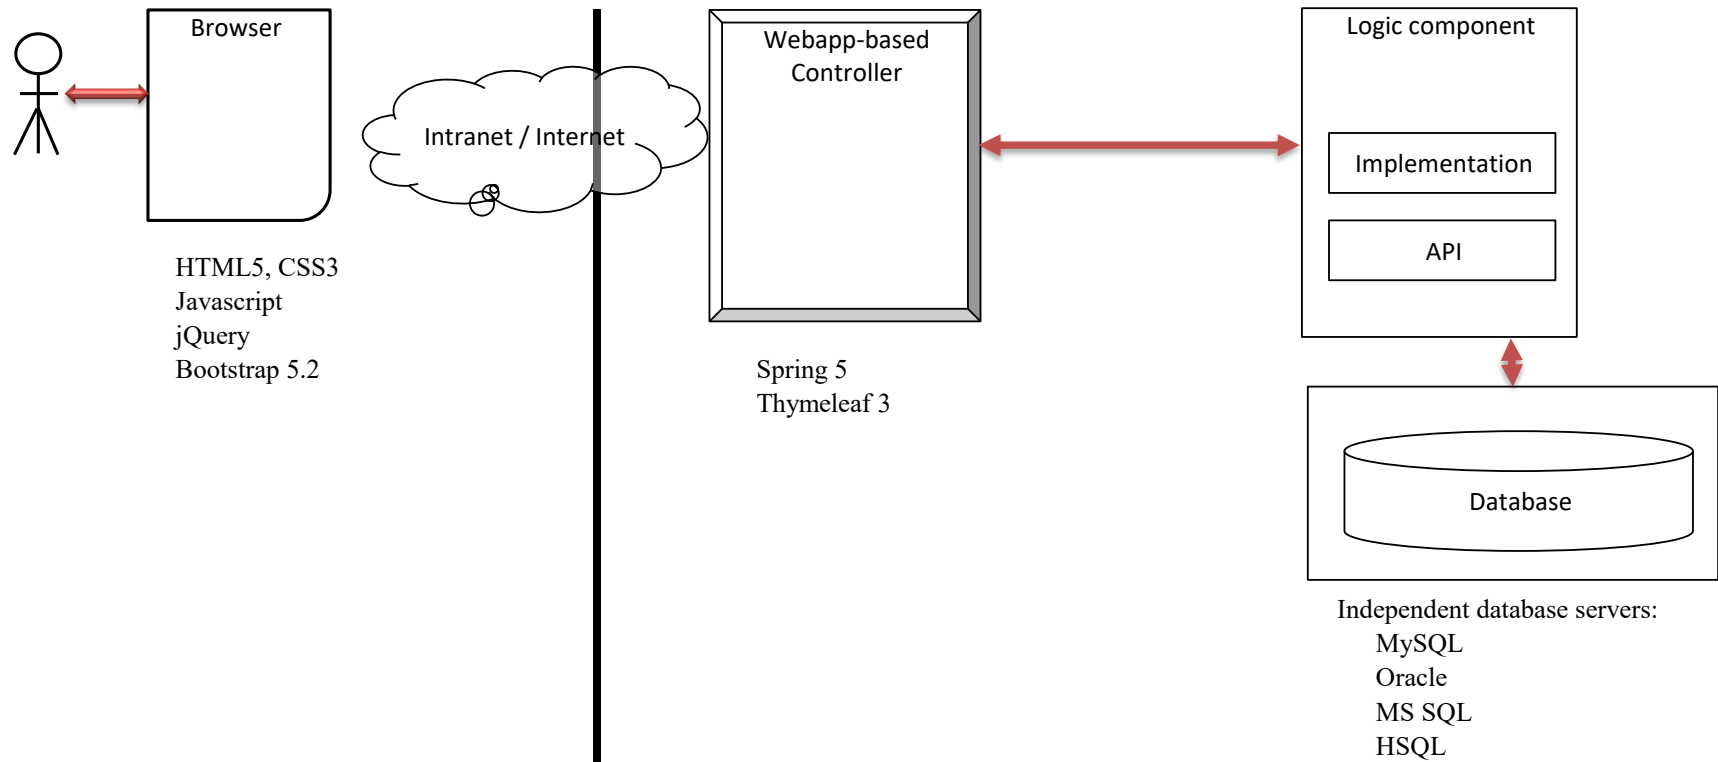 Browser
HTML5, CSS3
Javascript
jQuery
Bootstrap 5.2
Intranet / Internet
Webapp-based
Controller
Spring 5
Thymeleaf 3
Logic component
Implementation
API
Database
Independent database servers:
MySQL
Oracle
MS SQL
HSQL